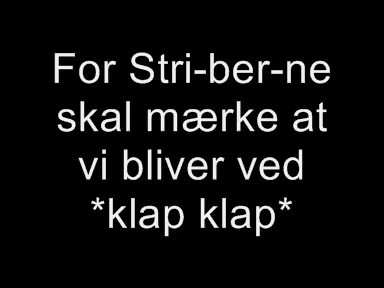 For Stri-ber-ne
skal mærke at
vi bliver ved
*klap klap*